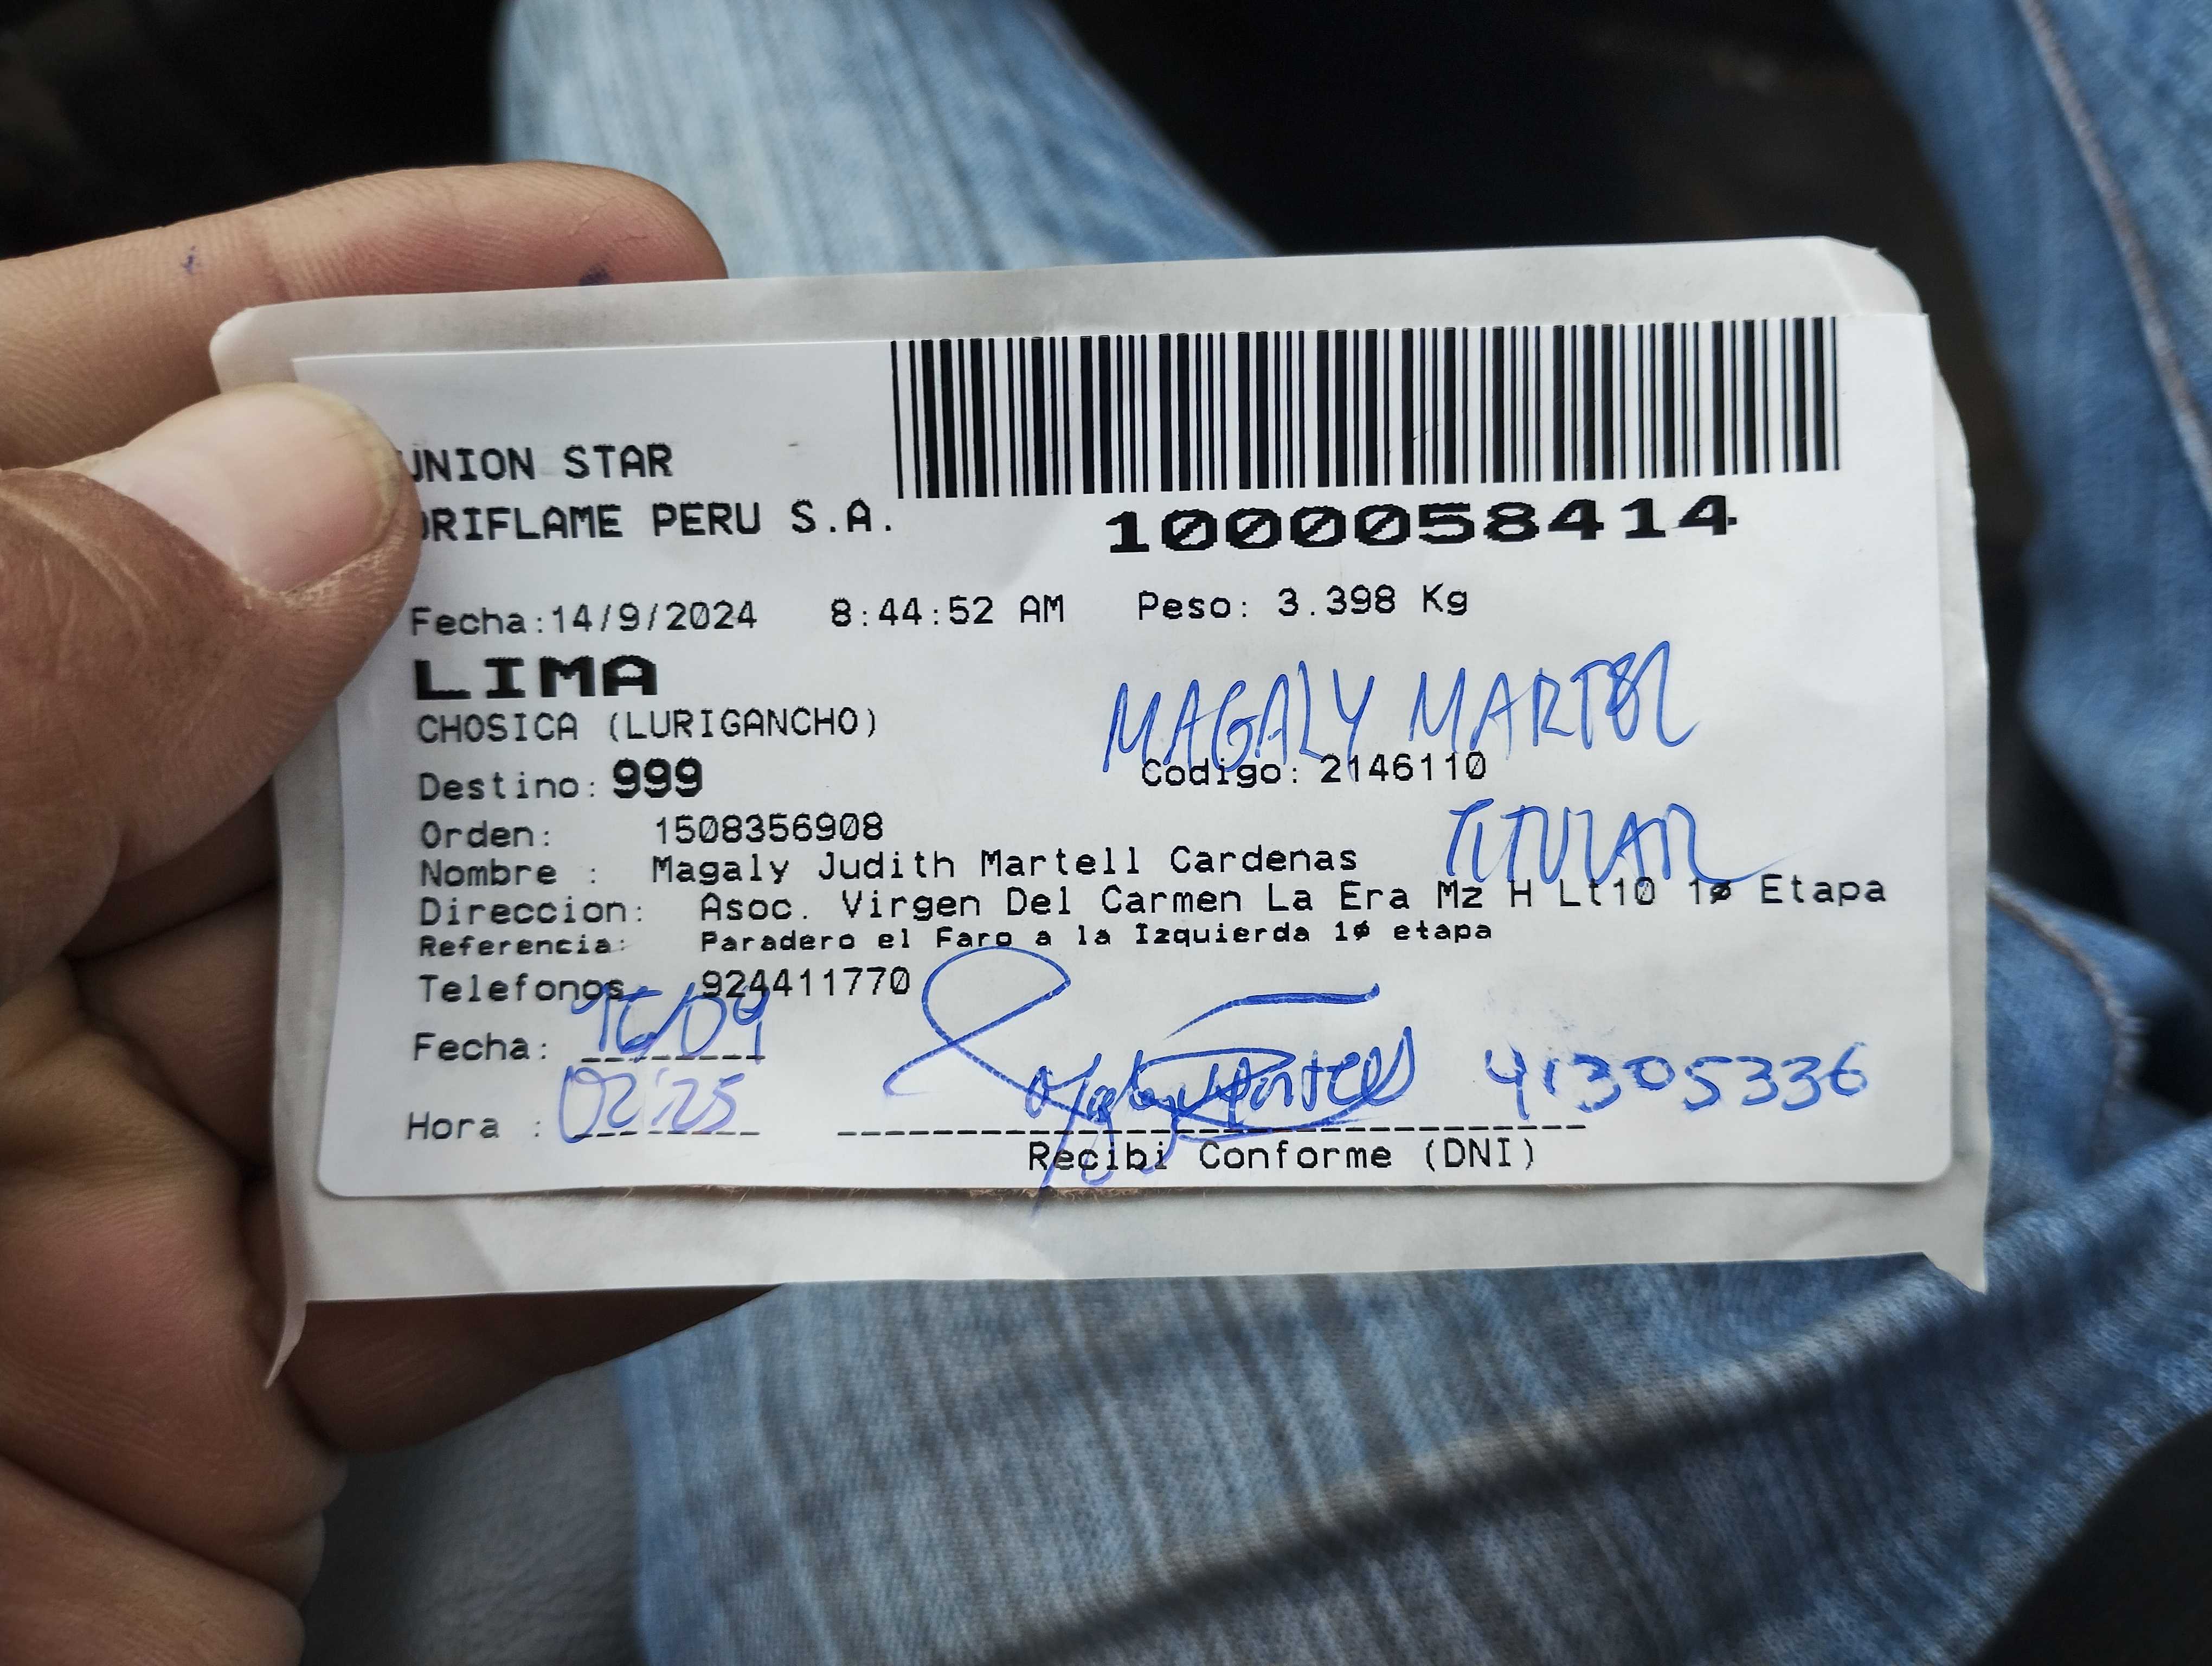 UNION STAR
ORIFLAME PERU S.A.
1000058414
Fecha:14/9/2024 8:44:52 AM Peso: 3.398 Kg
LIMA
CHOSICA (LURIGANCHO)
MAGALY MARTEL
Destino: 999 Codigo: 2146110
Orden: 1508356908
TITULAR
Nombre : Magaly Judith Martell Cardenas
Direccion: Asoc. Virgen Del Carmen La Era Mz H Lt10 1ø Etapa
Referencia: Paradero el Faro a la Izquierda 1ø etapa
Telefonos 924411770
Fecha: 16/09
Hora : 02:25 41305336
Recibi Conforme (DNI)